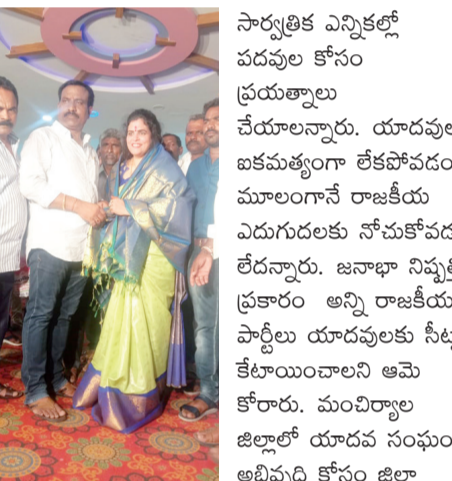 సార్వత్రిక ఎన్నికల్లో
పదవుల కోసం
ప్రయత్నాలు
చేయాలన్నారు. యాదవుల
ఐకమత్యంగా లేకపోవడం
మూలంగానే రాజకీయ
ఎదుగుదలకు నోచుకోవడ
లేదన్నారు. జనాభా నిష్పత్తి
ప్రకారం అన్ని రాజకీయ
పార్టీలు యాదవులకు సీట్ల
కేటాయించాలని ఆమె
కోరారు. మంచిర్యాల
జిల్లాలో యాదవ సంఘం
అభివృద్ధి కోసం జిల్లా